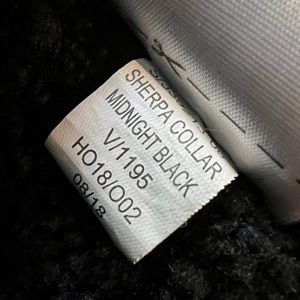 SHERPA COLLAR
MIDNIGHT BLACK
V/1195
HO18/O02
08/18